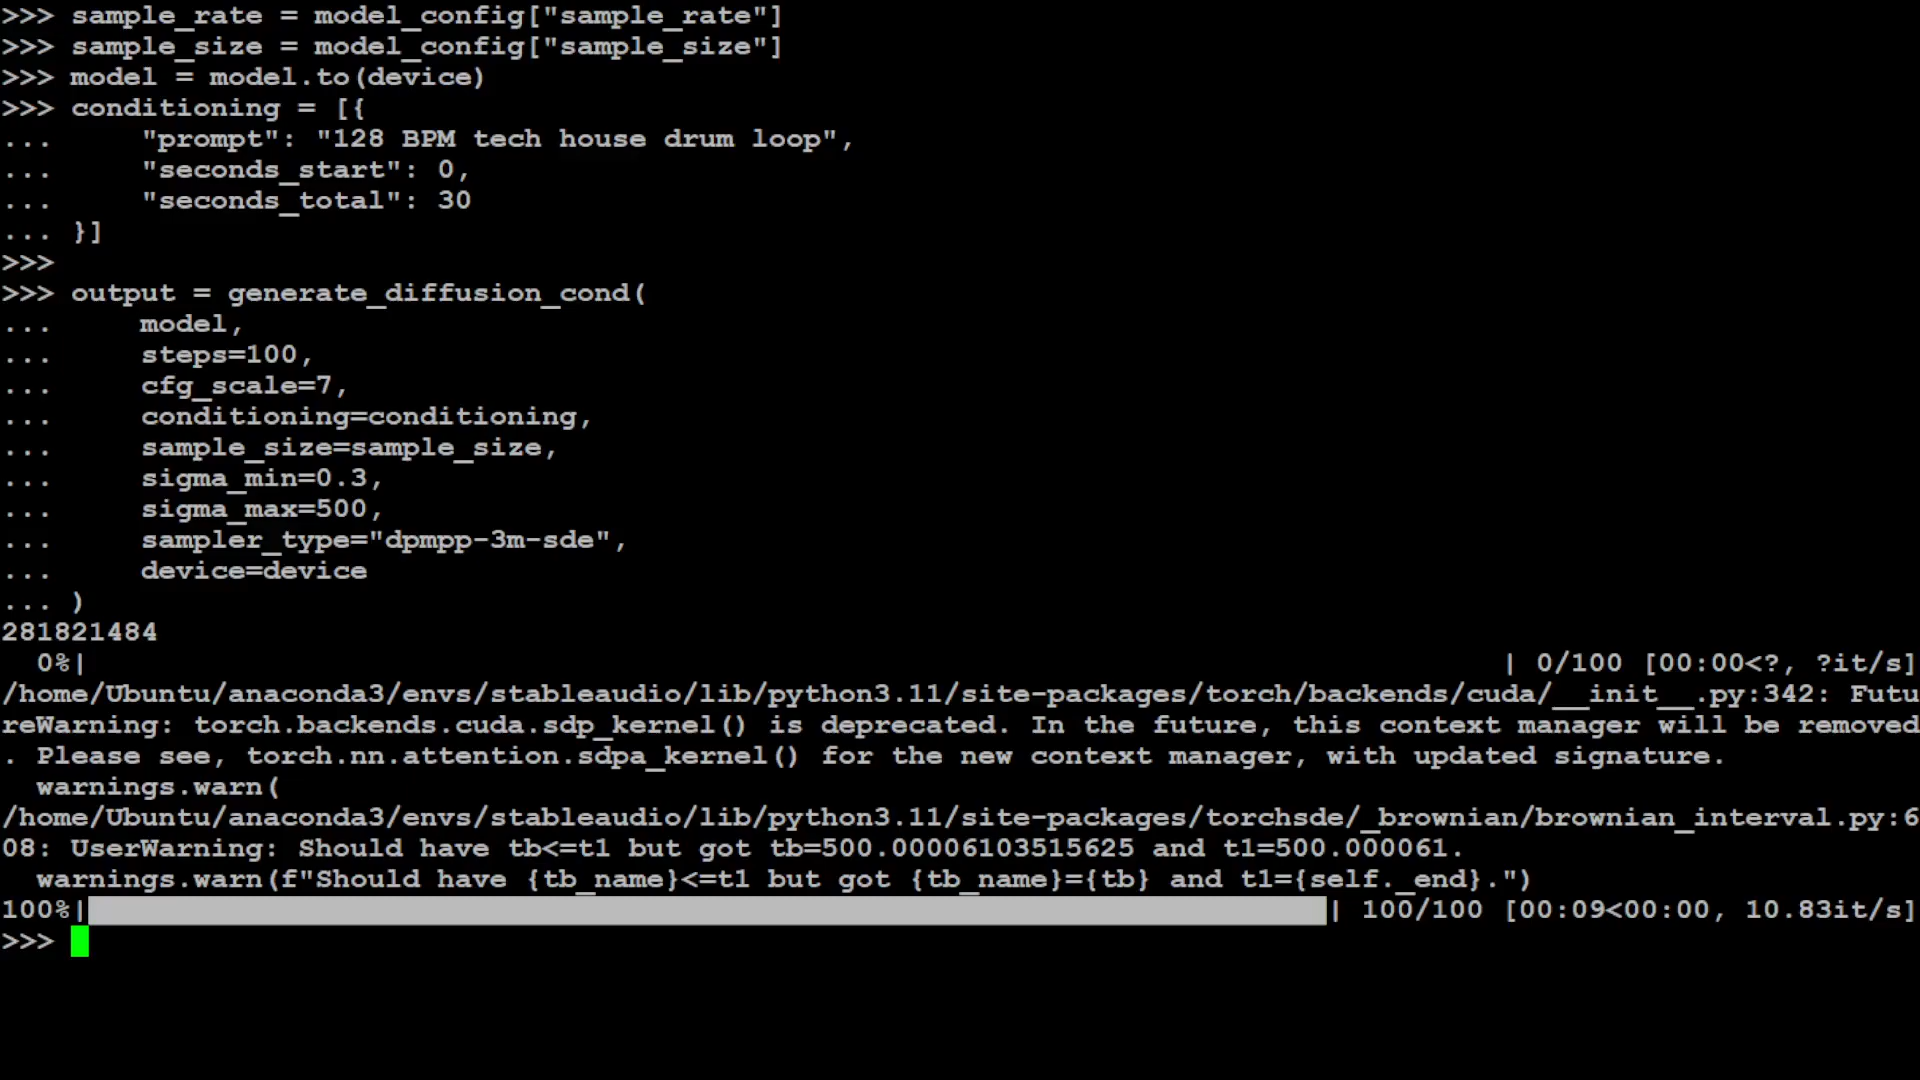 >>> sample_rate = model_config["sample_rate"]
>>> sample_size = model_config["sample_size"]
>>> model = model.to(device)
>>> conditioning = [{
...     "prompt": "128 BPM tech house drum loop",
...     "seconds_start": 0,
...     "seconds_total": 30
... }]
>>>
>>> output = generate_diffusion_cond(
...     model,
...     steps=100,
...     cfg_scale=7,
...     conditioning=conditioning,
...     sample_size=sample_size,
...     sigma_min=0.3,
...     sigma_max=500,
...     sampler_type="dpmpp-3m-sde",
...     device=device
... )
281821484
  0%|                                                                                  | 0/100 [00:00<?, ?it/s]
/home/Ubuntu/anaconda3/envs/stableaudio/lib/python3.11/site-packages/torch/backends/cuda/__init__.py:342: Futu
reWarning: torch.backends.cuda.sdp_kernel() is deprecated. In the future, this context manager will be removed
. Please see, torch.nn.attention.sdpa_kernel() for the new context manager, with updated signature.
  warnings.warn(
/home/Ubuntu/anaconda3/envs/stableaudio/lib/python3.11/site-packages/torchsde/_brownian/brownian_interval.py:6
08: UserWarning: Should have tb<=t1 but got tb=500.00006103515625 and t1=500.000061.
  warnings.warn(f"Should have {tb_name}<=t1 but got {tb_name}={tb} and t1={self._end}.")
100%|                                                                       | 100/100 [00:09<00:00, 10.83it/s]
>>>